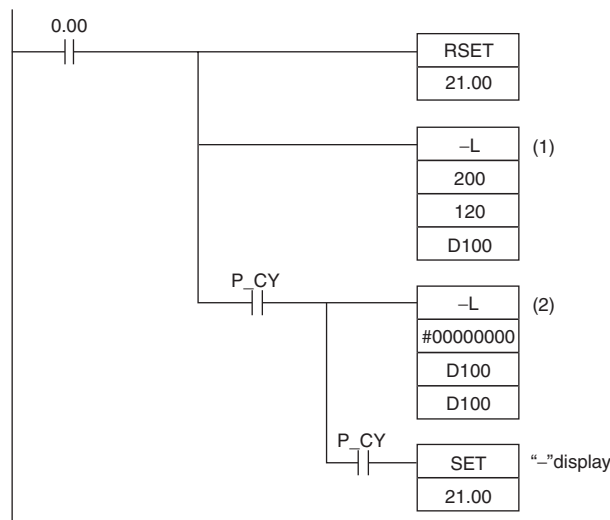 0.00
RSET
21.00
–L (1)
200
120
D100
P_CY
–L (2)
#00000000
D100
D100
P_CY
SET "–"display
21.00